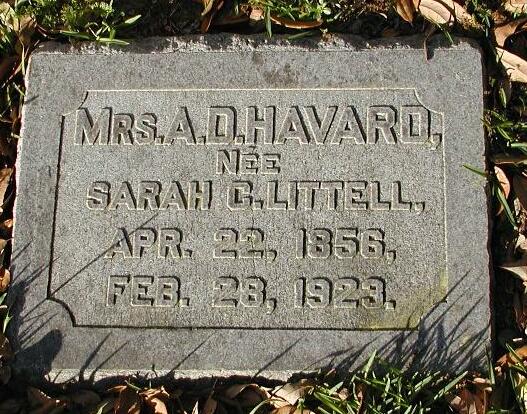 MRS. A.D. HAVARD,
NÉE
SARAH C. LITTELL,
APR. 22, 1856,
FEB. 28, 1923.